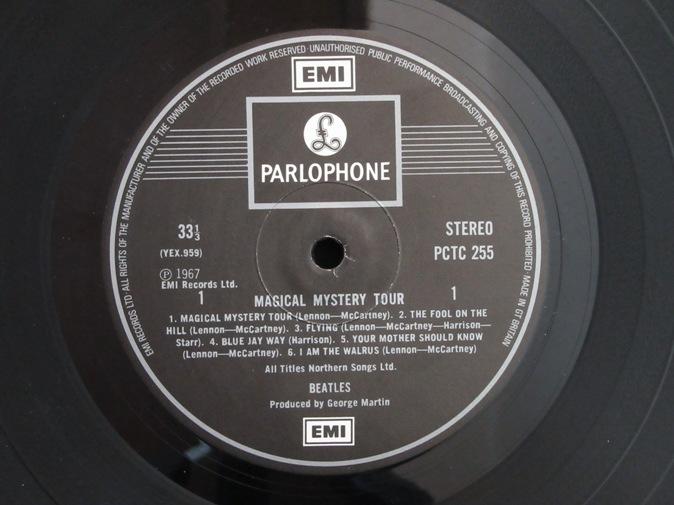 EMI RECORDS LTD ALL RIGHTS OF THE MANUFACTURER AND OF THE OWNER OF THE RECORDED WORK RESERVED · UNAUTHORISED PUBLIC PERFORMANCE BROADCASTING AND COPYING OF THIS RECORD PROHIBITED · MADE IN GT BRITAIN
EMI
£
PARLOPHONE
33⅓
STEREO
(YEX.959)
PCTC 255
Ⓟ 1967
EMI Records Ltd.
1 MAGICAL MYSTERY TOUR 1
1. MAGICAL MYSTERY TOUR (Lennon—McCartney). 2. THE FOOL ON THE
HILL (Lennon—McCartney). 3. FLYING (Lennon—McCartney—Harrison—
Starr). 4. BLUE JAY WAY (Harrison). 5. YOUR MOTHER SHOULD KNOW
(Lennon—McCartney). 6. I AM THE WALRUS (Lennon—McCartney)
All Titles Northern Songs Ltd.
BEATLES
Produced by George Martin
EMI